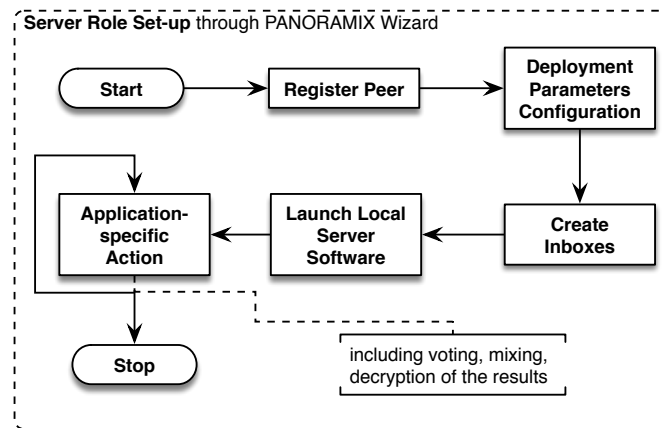 Server Role Set-up through PANORAMIX Wizard
Start
Register Peer
Deployment
Parameters
Configuration
Create
Inboxes
Launch Local
Server
Software
Application-
specific
Action
Stop
including voting, mixing,
decryption of the results